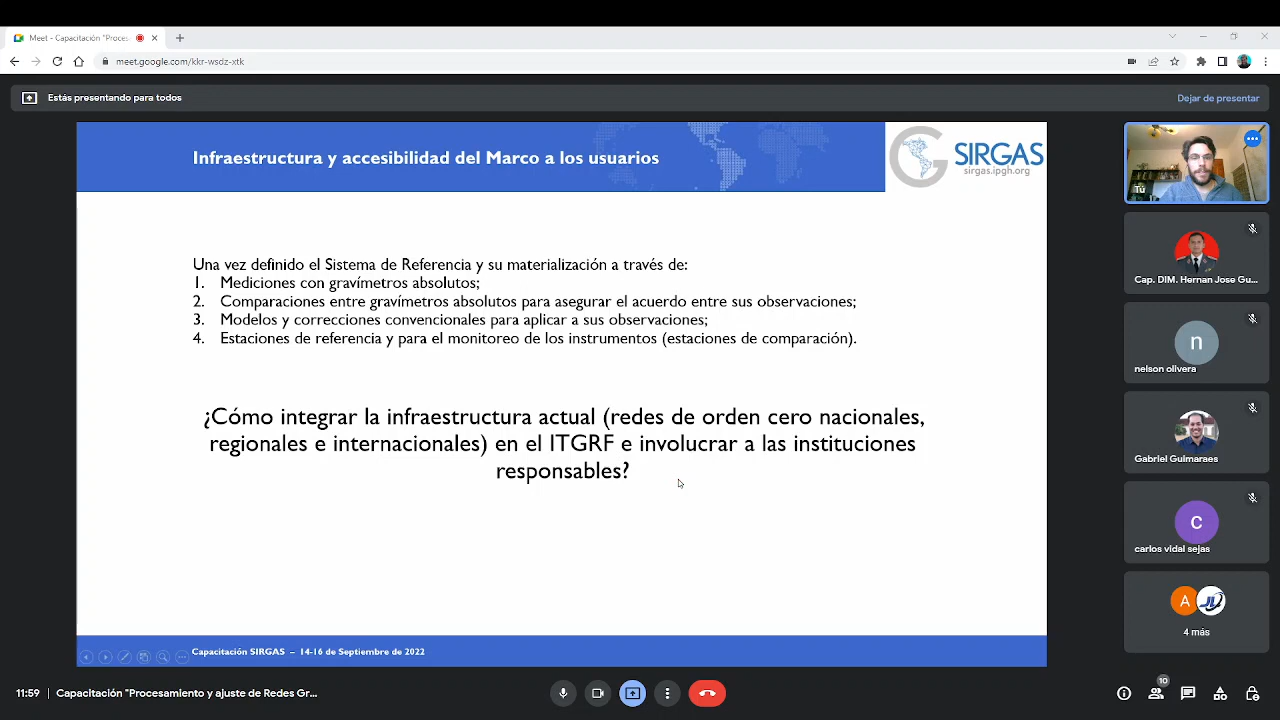 Meet - Capacitación "Proces
meet.google.com/kkr-wsdz-xtk
Estás presentando para todos
Dejar de presentar
Infraestructura y accesibilidad del Marco a los usuarios
SIRGAS
sirgas.ipgh.org
Una vez definido el Sistema de Referencia y su materialización a través de:
1. Mediciones con gravímetros absolutos;
2. Comparaciones entre gravímetros absolutos para asegurar el acuerdo entre sus observaciones;
3. Modelos y correcciones convencionales para aplicar a sus observaciones;
4. Estaciones de referencia y para el monitoreo de los instrumentos (estaciones de comparación).
¿Cómo integrar la infraestructura actual (redes de orden cero nacionales,
regionales e internacionales) en el ITGRF e involucrar a las instituciones
responsables?
Capacitación SIRGAS – 14-16 de Septiembre de 2022
Tú
Cap. DIM. Hernan Jose Gu...
n
nelson olivera
Gabriel Guimaraes
c
carlos vidal sejas
A
4 más
11:59 | Capacitación "Procesamiento y ajuste de Redes Gr...
10